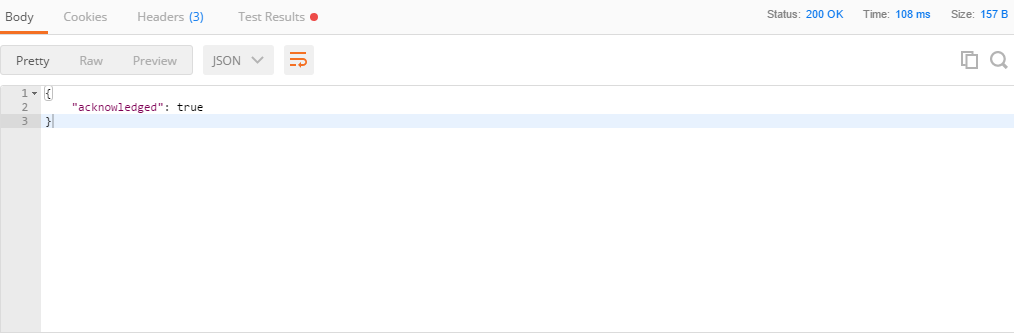 Body Cookies Headers (3) Test Results Status: 200 OK Time: 108 ms Size: 157 B
Pretty Raw Preview JSON
1 {
2 "acknowledged": true
3 }